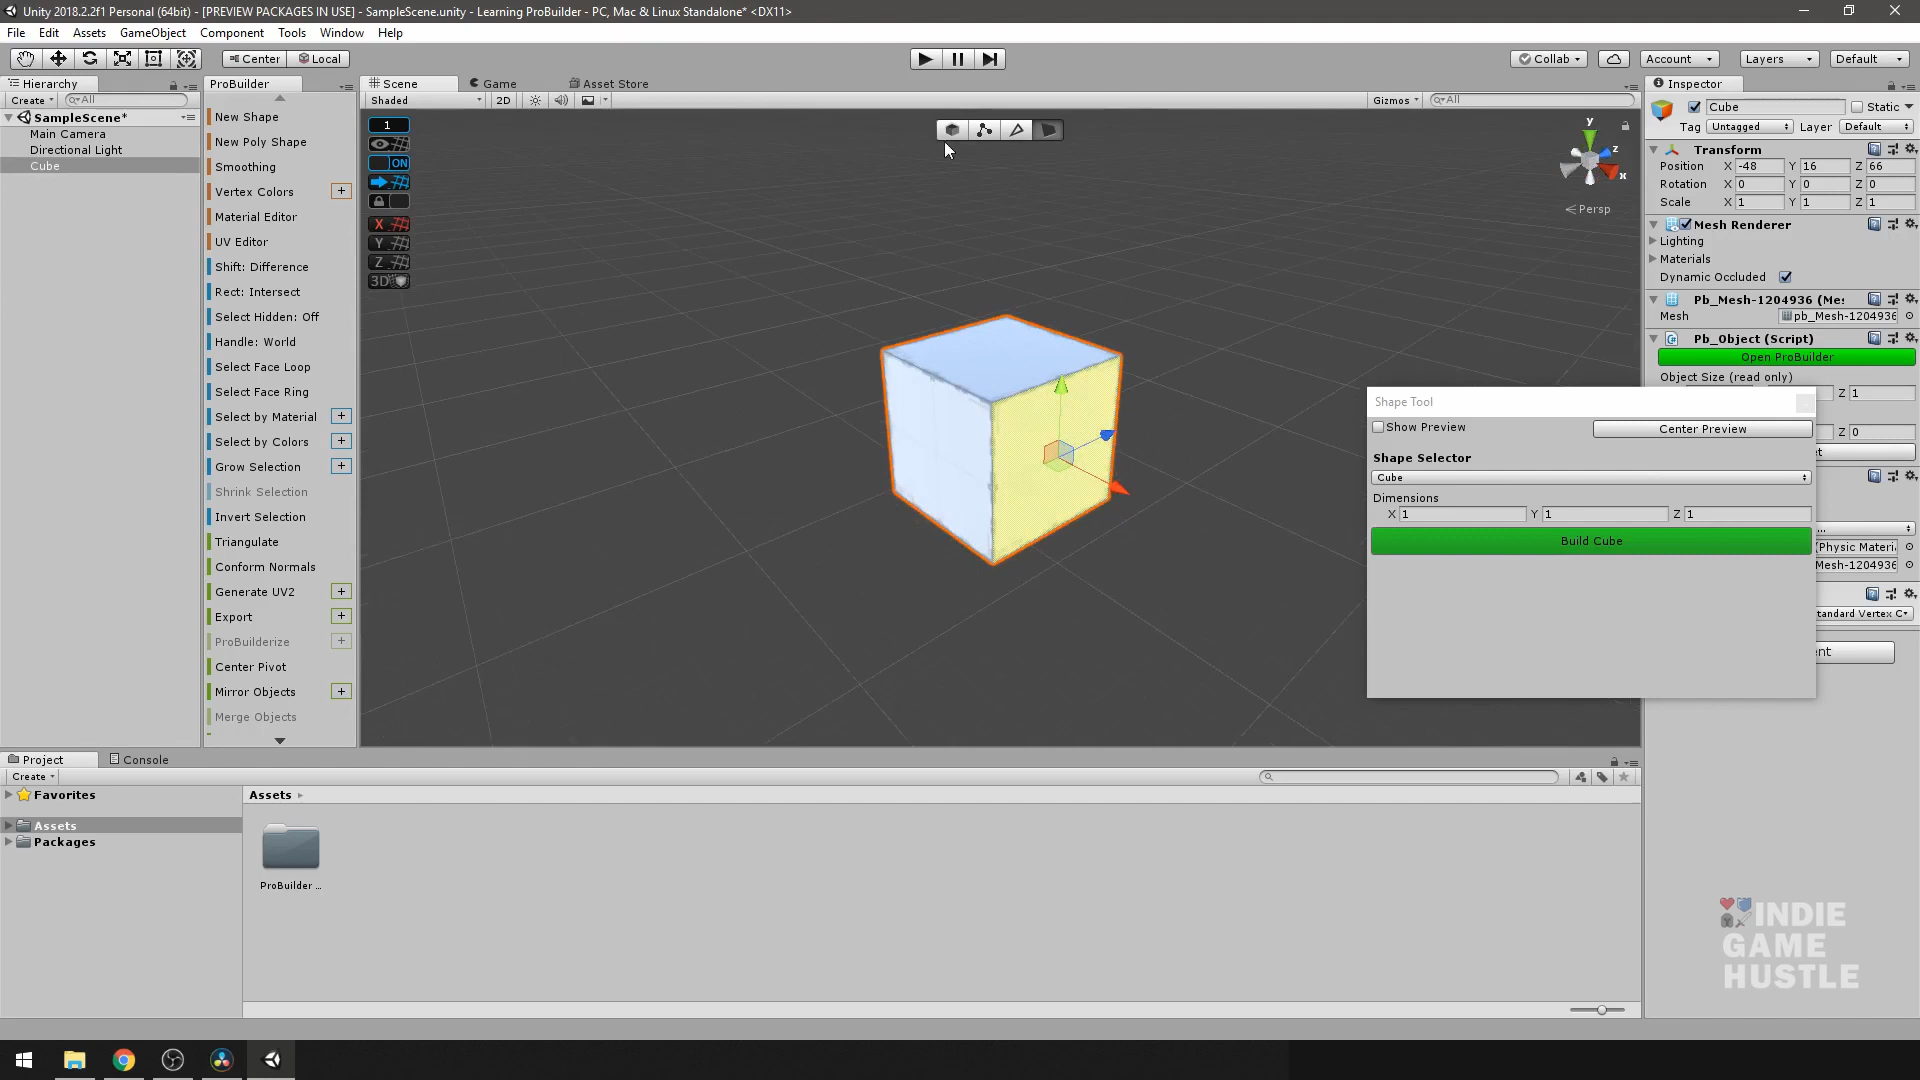 Unity 2018.2.2f1 Personal (64bit) - [PREVIEW PACKAGES IN USE] - SampleScene.unity - Learning ProBuilder - PC, Mac & Linux Standalone* <DX11>
File Edit Assets GameObject Component Tools Window Help
Center Local Collab Account Layers Default
Hierarchy
Create All
SampleScene*
Main Camera
Directional Light
Cube
ProBuilder
New Shape
New Poly Shape
Smoothing
Vertex Colors +
Material Editor
UV Editor
Shift: Difference
Rect: Intersect
Select Hidden: Off
Handle: World
Select Face Loop
Select Face Ring
Select by Material +
Select by Colors +
Grow Selection +
Shrink Selection
Invert Selection
Triangulate
Conform Normals
Generate UV2 +
Export +
ProBuilderize +
Center Pivot
Mirror Objects +
Merge Objects
Scene Game Asset Store
Shaded 2D Gizmos All
1
ON
X
Y
Z
3D
y
z
x
Persp
Shape Tool
Show Preview Center Preview
Shape Selector
Cube
Dimensions
X 1 Y 1 Z 1
Build Cube
Inspector
Cube Static
Tag Untagged Layer Default
Transform
Position X -48 Y 16 Z 66
Rotation X 0 Y 0 Z 0
Scale X 1 Y 1 Z 1
Mesh Renderer
Lighting
Materials
Dynamic Occluded
Pb_Mesh-1204936 (Mes
Mesh pb_Mesh-1204936
Pb_Object (Script)
Open ProBuilder
Object Size (read only)
Z 1
Z 0
et
...
(Physic Materi
Mesh-1204936
tandard Vertex C
ent
Project Console
Create
Favorites
Assets
Packages
Assets
ProBuilder ...
INDIE
GAME
HUSTLE